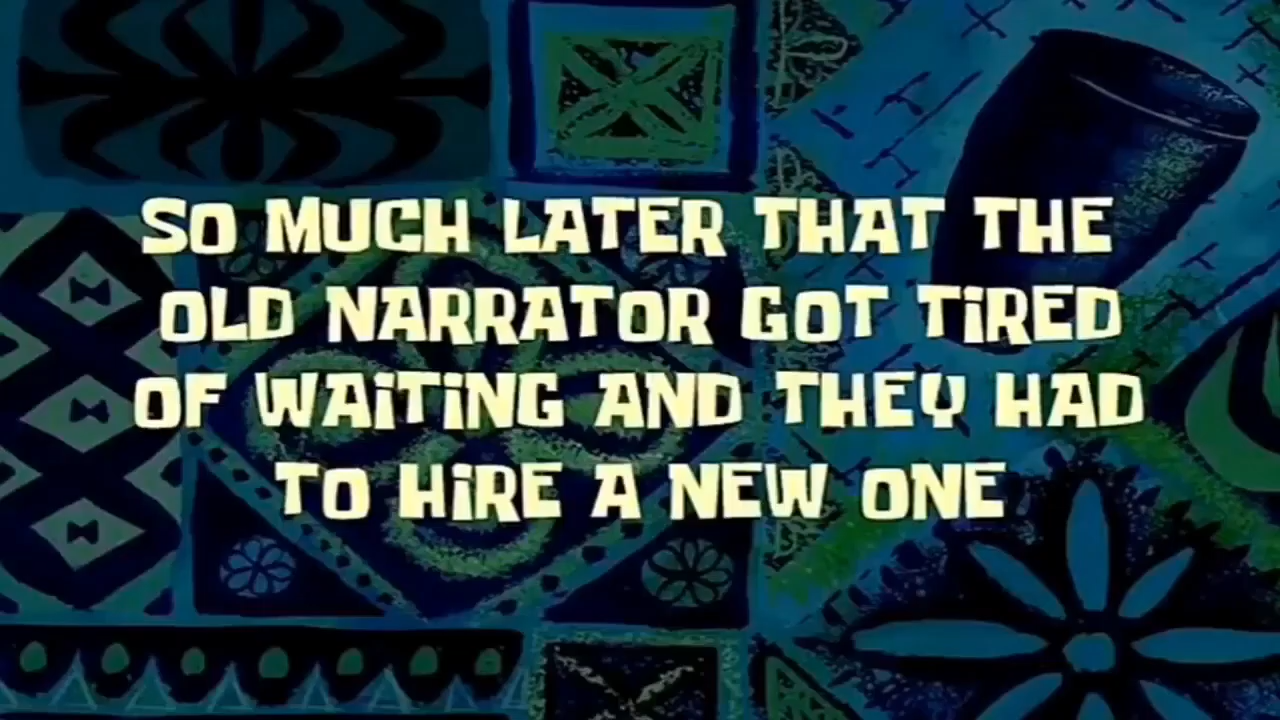 SO MUCH LATER THAT THE
OLD NARRATOR GOT TiRED
OF WAiTiNG AND THEY HAD
TO HiRE A NEW ONE